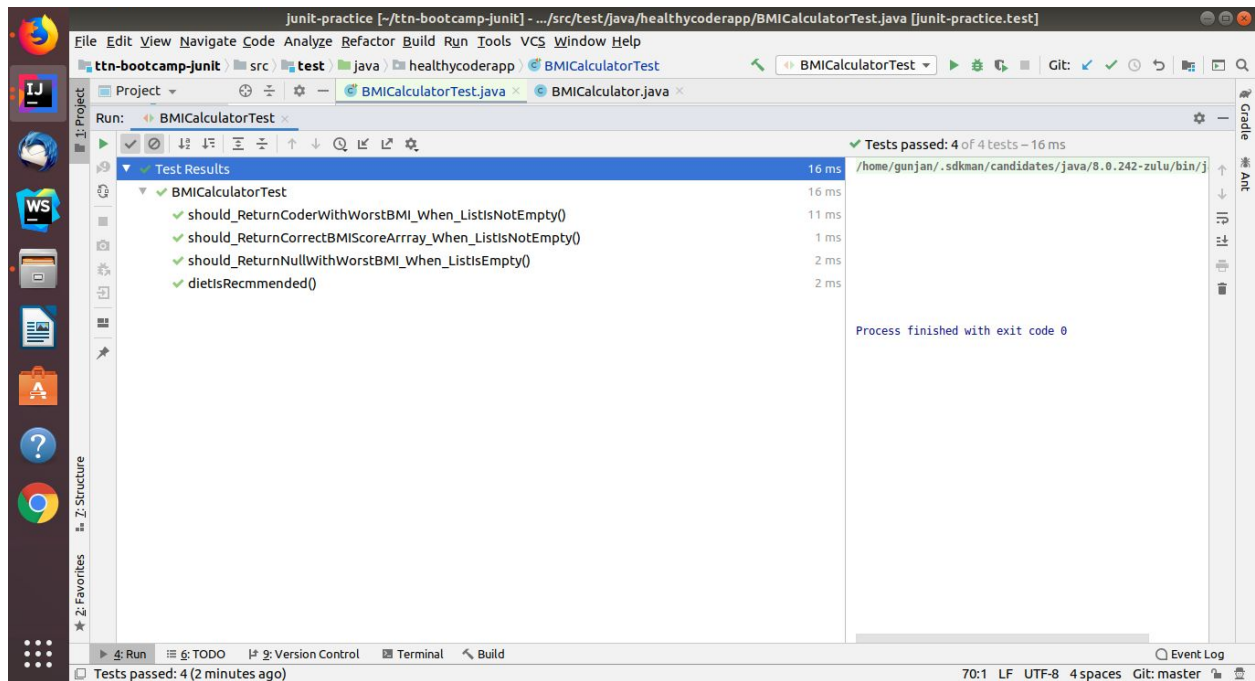 junit-practice [~/ttn-bootcamp-junit] - .../src/test/java/healthycoderapp/BMICalculatorTest.java [junit-practice.test]
File Edit View Navigate Code Analyze Refactor Build Run Tools VCS Window Help
ttn-bootcamp-junit src test java healthycoderapp BMICalculatorTest BMICalculatorTest Git:
IJ
1: Project
Project BMICalculatorTest.java BMICalculator.java
Gradle
Ant
Run: BMICalculatorTest
Tests passed: 4 of 4 tests – 16 ms
Test Results 16 ms
/home/gunjan/.sdkman/candidates/java/8.0.242-zulu/bin/j
BMICalculatorTest 16 ms
WS
should_ReturnCoderWithWorstBMI_When_ListIsNotEmpty() 11 ms
should_ReturnCorrectBMIScoreArrray_When_ListIsNotEmpty() 1 ms
should_ReturnNullWithWorstBMI_When_ListIsEmpty() 2 ms
dietIsRecmmended() 2 ms
Process finished with exit code 0
7: Structure
2: Favorites
4: Run 6: TODO 9: Version Control Terminal Build Event Log
Tests passed: 4 (2 minutes ago) 70:1 LF UTF-8 4 spaces Git: master